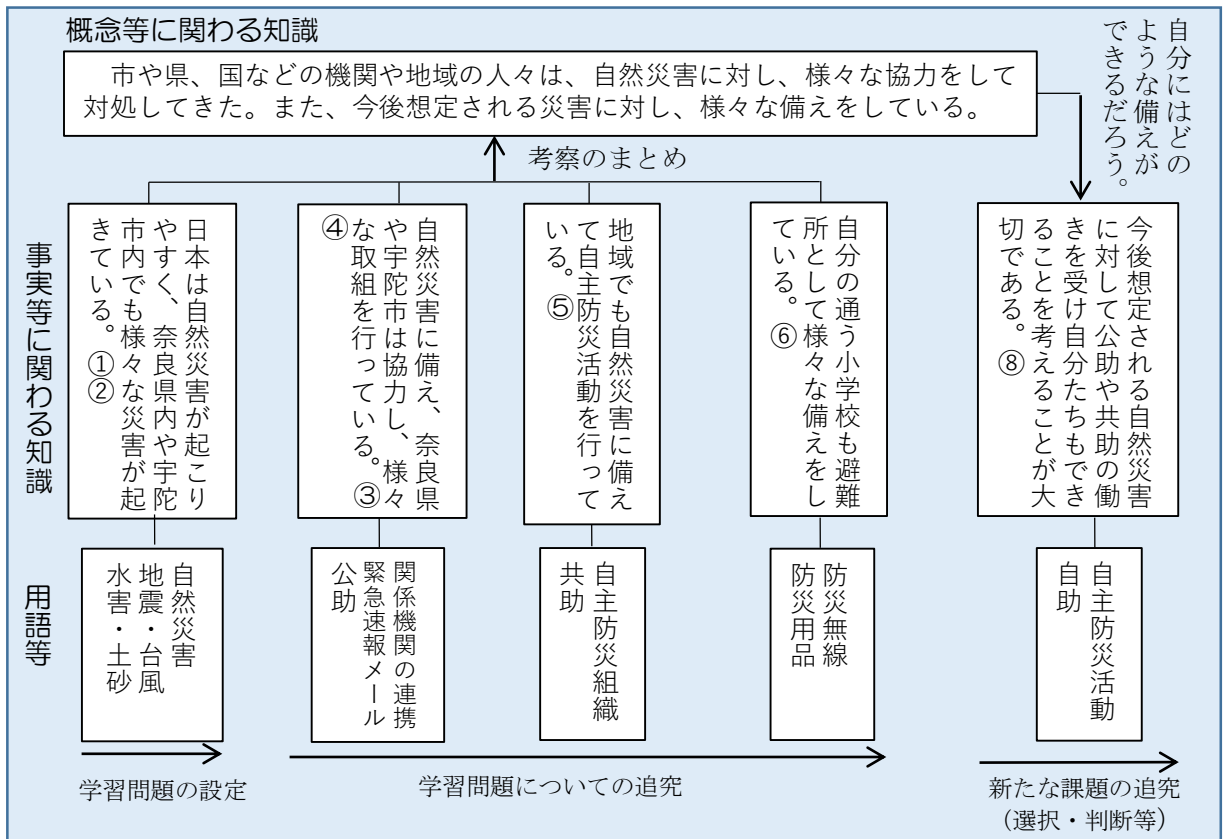 概念等に関わる知識
市や県、国などの機関や地域の人々は、自然災害に対し、様々な協力をして
対処してきた。また、今後想定される災害に対し、様々な備えをしている。
自分にはどの
ような備えが
できるだろう。
考察のまとめ
事実等に関わる知識
日本は自然災害が起こり
やすく、奈良県内や宇陀
市内でも様々な災害が起
きている。①②
自然災害に備え、奈良県
や宇陀市は協力し、様々
な取組を行っている。③
④
地域でも自然災害に備え
て自主防災活動を行って
いる。⑤
自分の通う小学校も避難
所として様々な備えをし
ている。⑥
今後想定される自然災害
に対して公助や共助の働
きを受け自分たちもでき
ることを考えることが大
切である。⑧
用語等
自然災害
地震・台風
水害・土砂
関係機関の連携
緊急速報メール
公助
自主防災組織
共助
防災無線
防災用品
自主防災活動
自助
学習問題の設定
学習問題についての追究
新たな課題の追究
(選択・判断等)